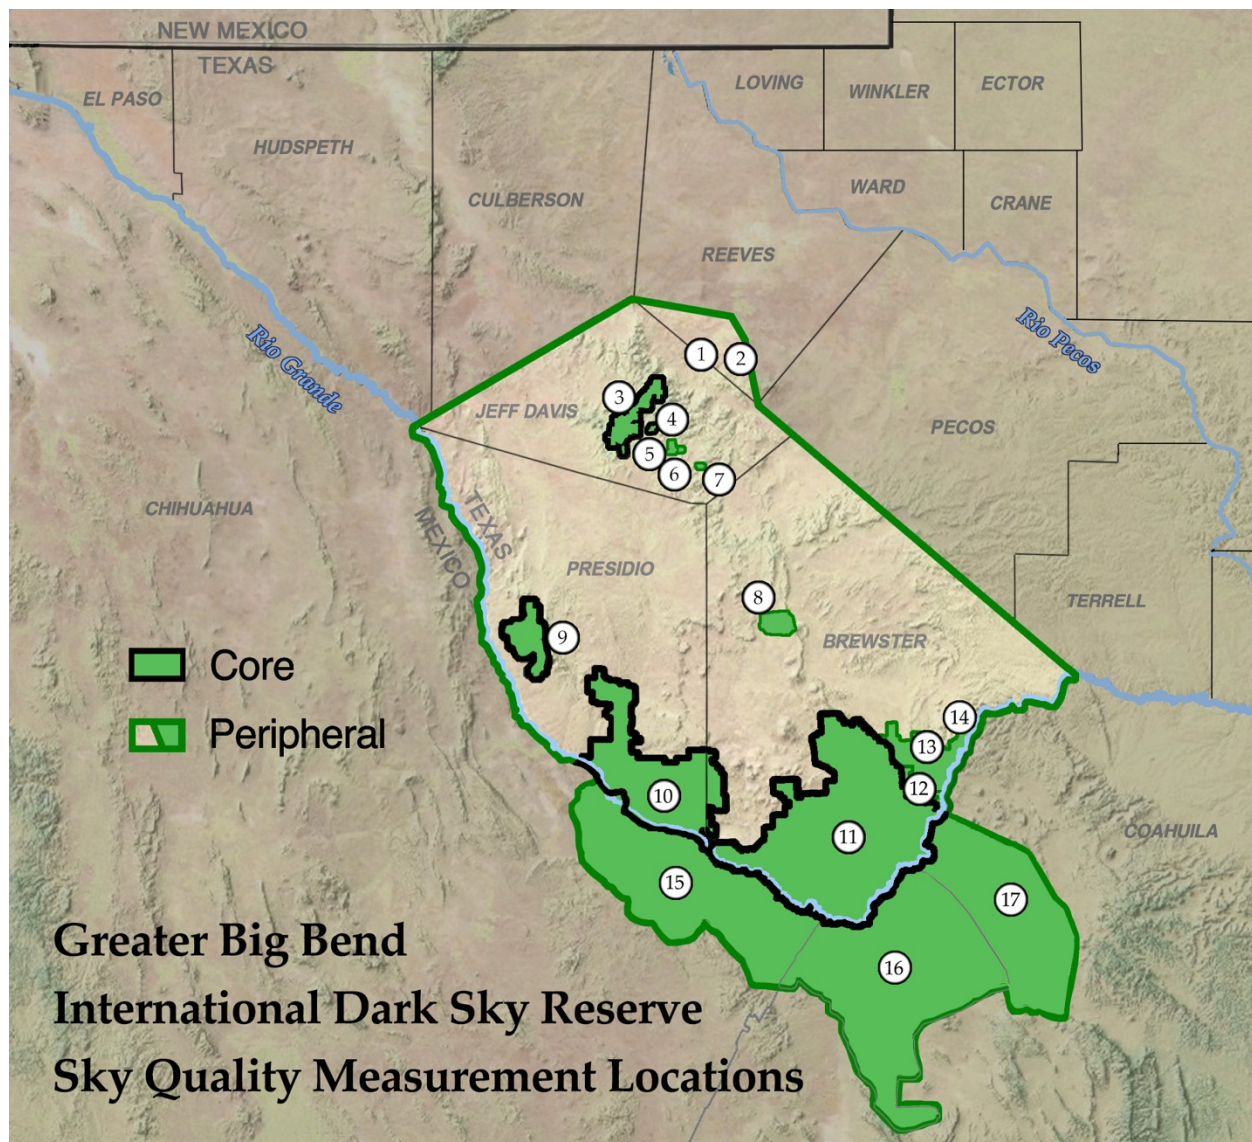 NEW MEXICO
TEXAS
EL PASO
HUDSPETH
CULBERSON
LOVING
WINKLER
ECTOR
WARD
CRANE
REEVES
Rio Grande
Rio Pecos
1
2
3
JEFF DAVIS
4
PECOS
5
6
7
CHIHUAHUA
TEXAS
MEXICO
PRESIDIO
8
TERRELL
9
BREWSTER
Core
Peripheral
14
13
12
10
11
COAHUILA
15
17
16
Greater Big Bend
International Dark Sky Reserve
Sky Quality Measurement Locations